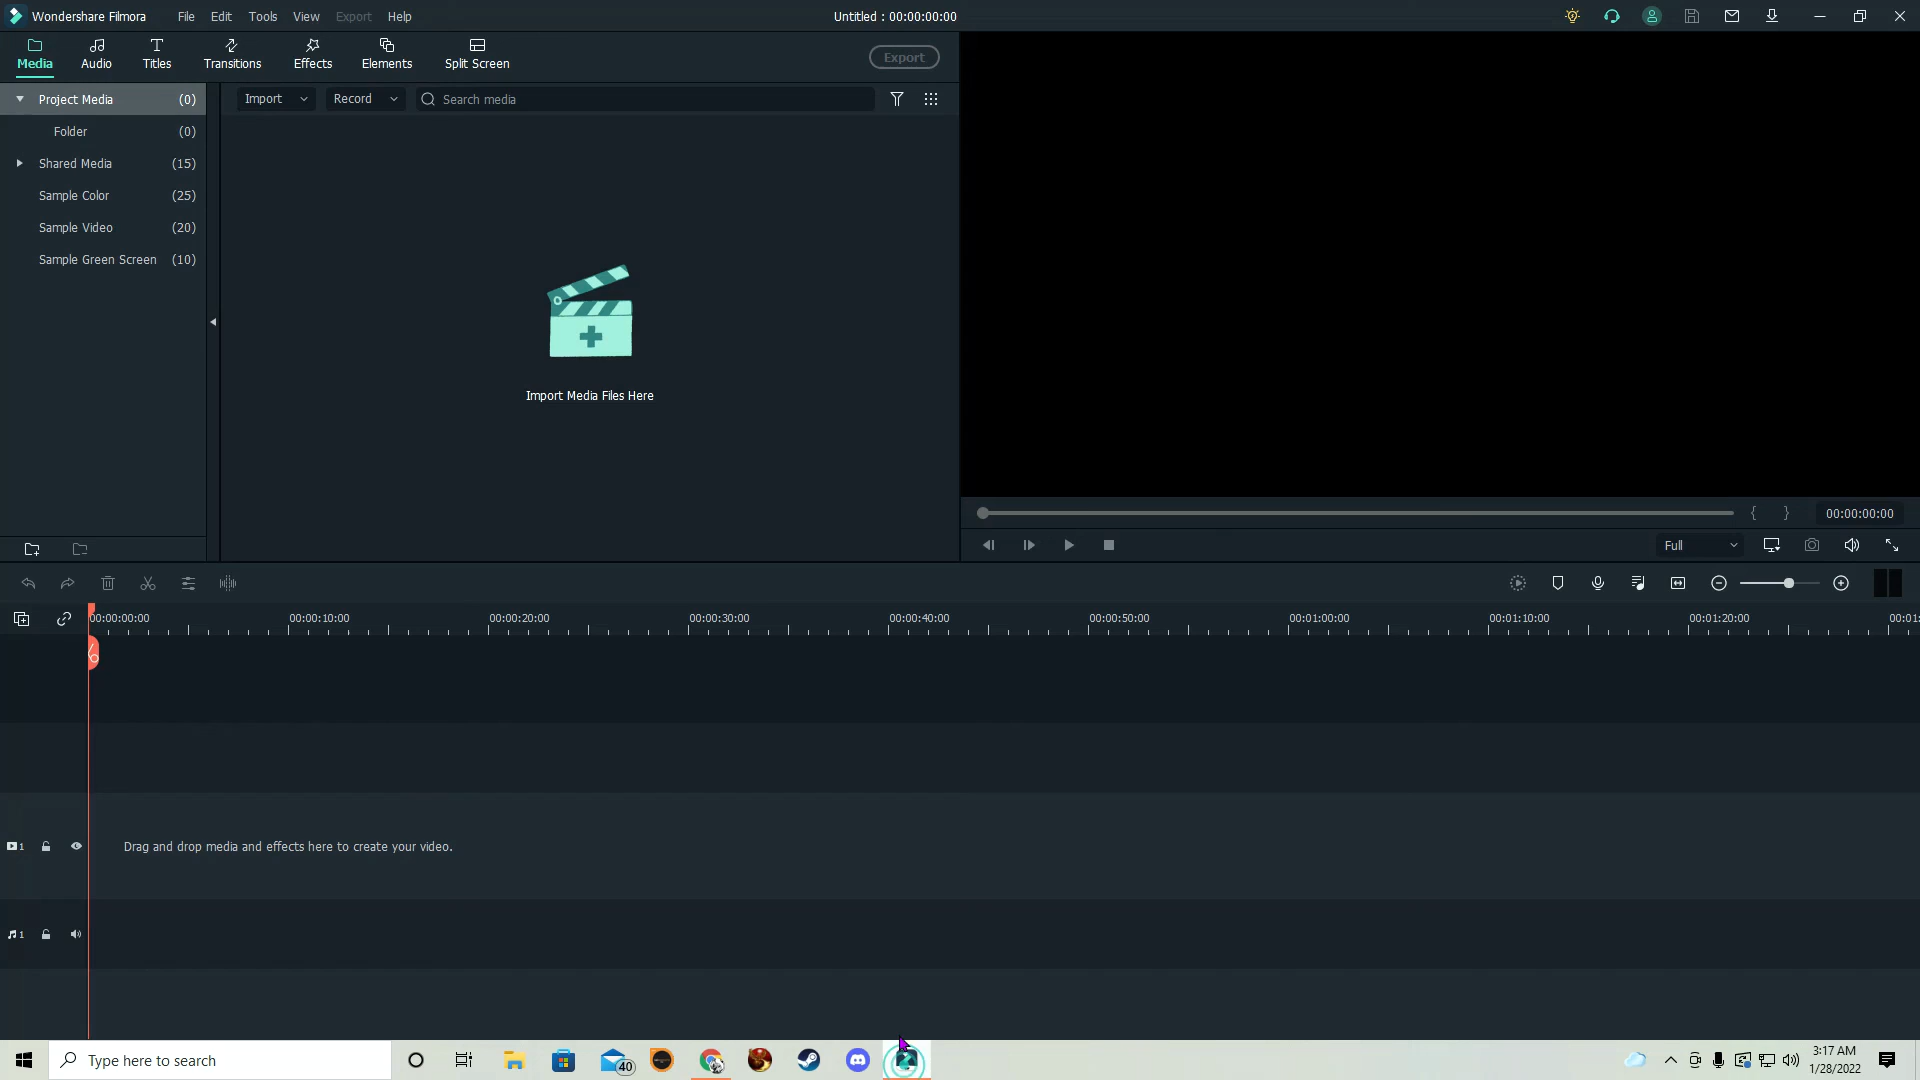 Wondershare Filmora File Edit Tools View Export Help Untitled : 00:00:00:00
Media Audio Titles Transitions Effects Elements Split Screen Export
Project Media (0)
Folder (0)
Shared Media (15)
Sample Color (25)
Sample Video (20)
Sample Green Screen (10)
Import Record Search media
Import Media Files Here
{ } 00:00:00:00
Full
00:00:00:00 00:00:10:00 00:00:20:00 00:00:30:00 00:00:40:00 00:00:50:00 00:01:00:00 00:01:10:00 00:01:20:00 00:01:
1 Drag and drop media and effects here to create your video.
1
Type here to search 40 3:17 AM
1/28/2022